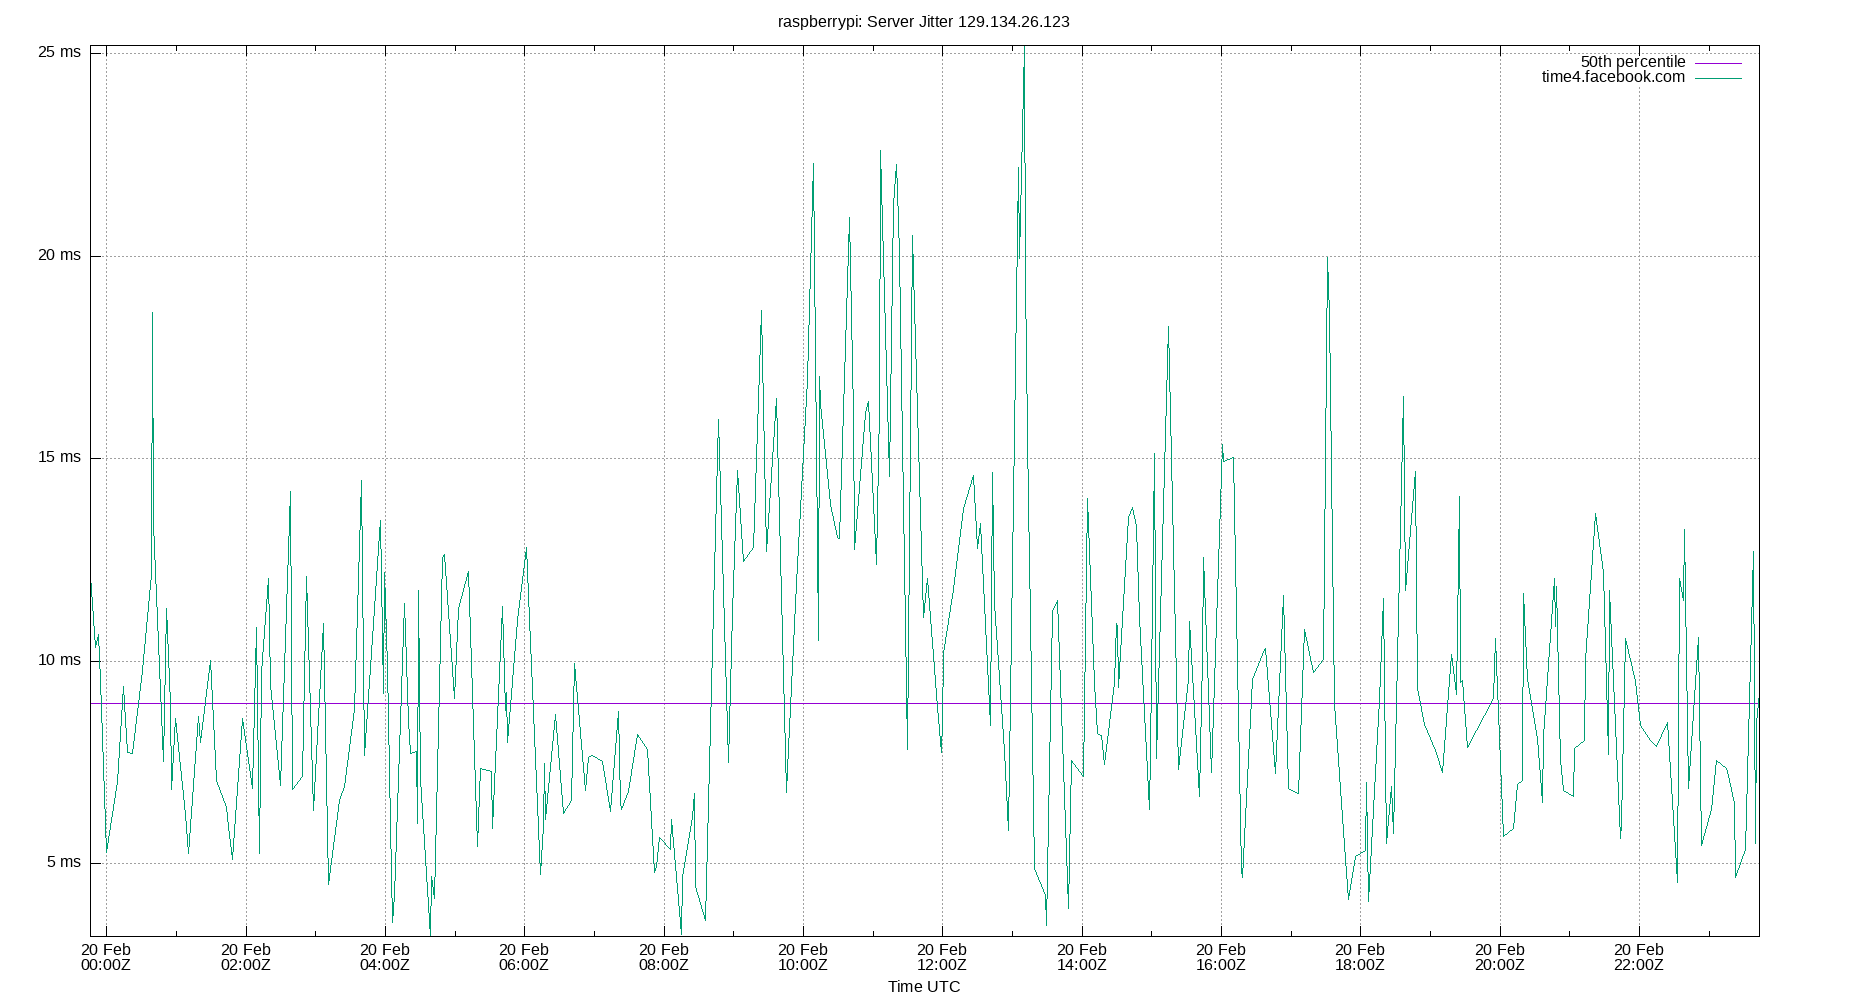 raspberrypi: Server Jitter 129.134.26.123
25 ms
50th percentile
time4.facebook.com
20 ms
15 ms
10 ms
5 ms
20 Feb 20 Feb 20 Feb 20 Feb 20 Feb 20 Feb 20 Feb 20 Feb 20 Feb 20 Feb 20 Feb 20 Feb
00:00Z 02:00Z 04:00Z 06:00Z 08:00Z 10:00Z 12:00Z 14:00Z 16:00Z 18:00Z 20:00Z 22:00Z
Time UTC